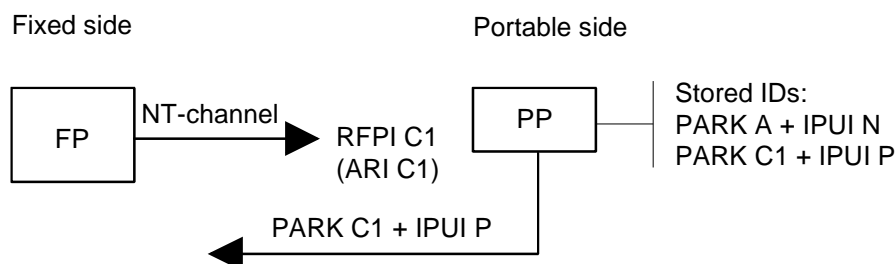 Fixed side
Portable side
FP
NT-channel
RFPI C1
(ARI C1)
PP
Stored IDs:
PARK A + IPUI N
PARK C1 + IPUI P
PARK C1 + IPUI P